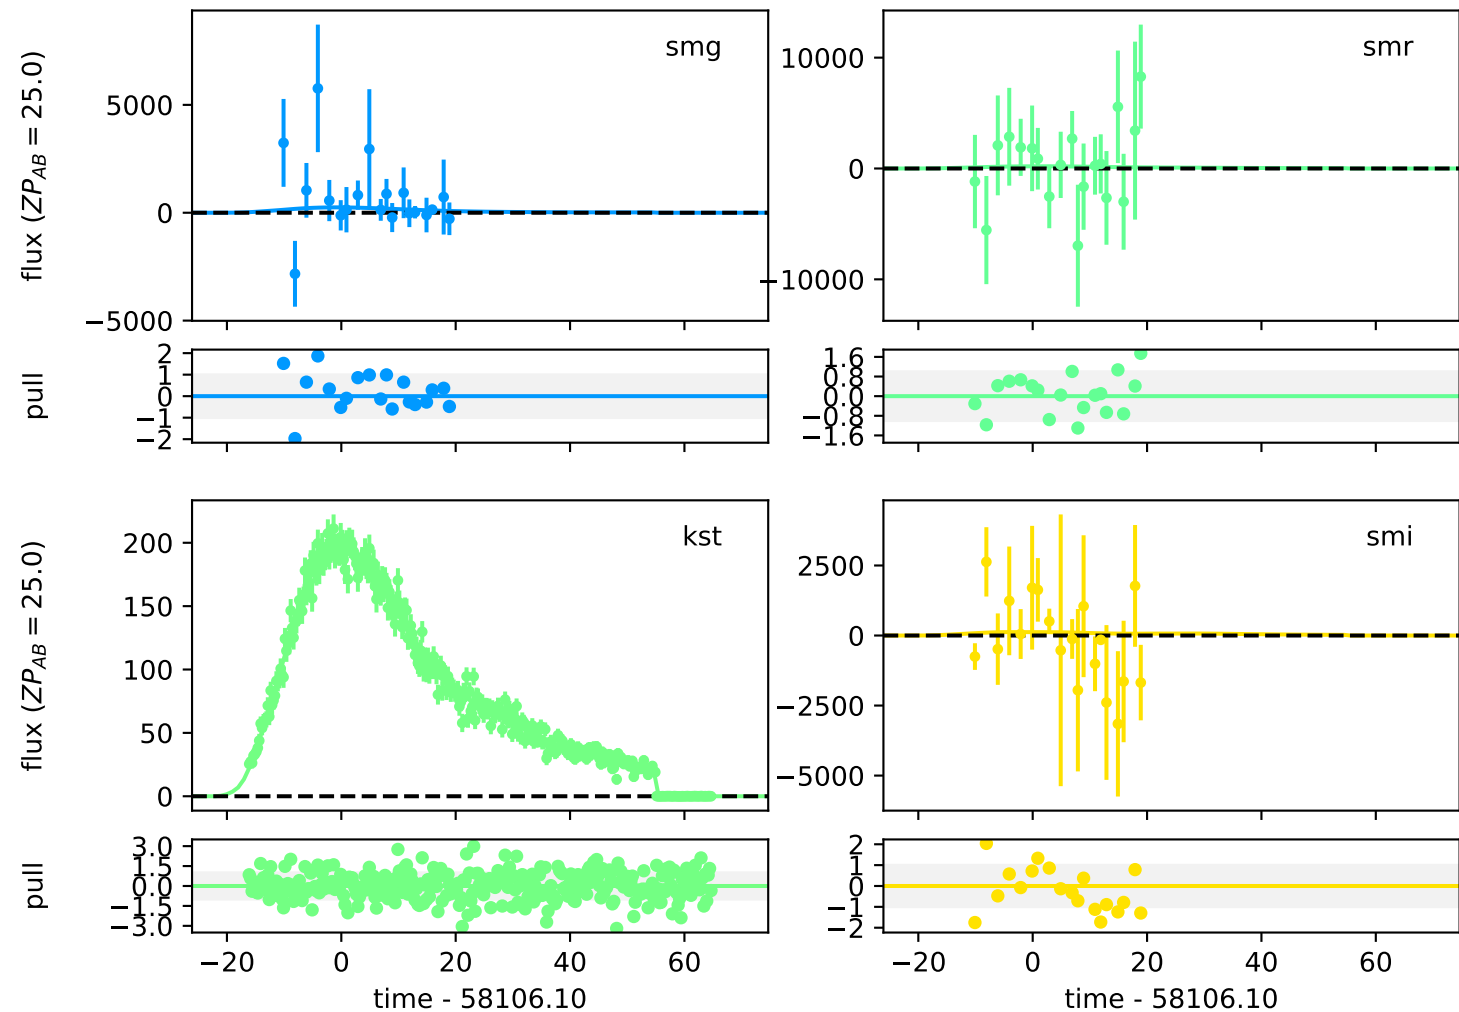 smg
5000
0
−5000
flux (ZP_AB = 25.0)
smr
10000
0
−10000
2
1
0
−1
−2
pull
1.6
0.8
0.0
−0.8
−1.6
kst
200
150
100
50
0
flux (ZP_AB = 25.0)
smi
2500
0
−2500
−5000
3.0
1.5
0.0
−1.5
−3.0
pull
−20 0 20 40 60
time - 58106.10
2
1
0
−1
−2
−20 0 20 40 60
time - 58106.10